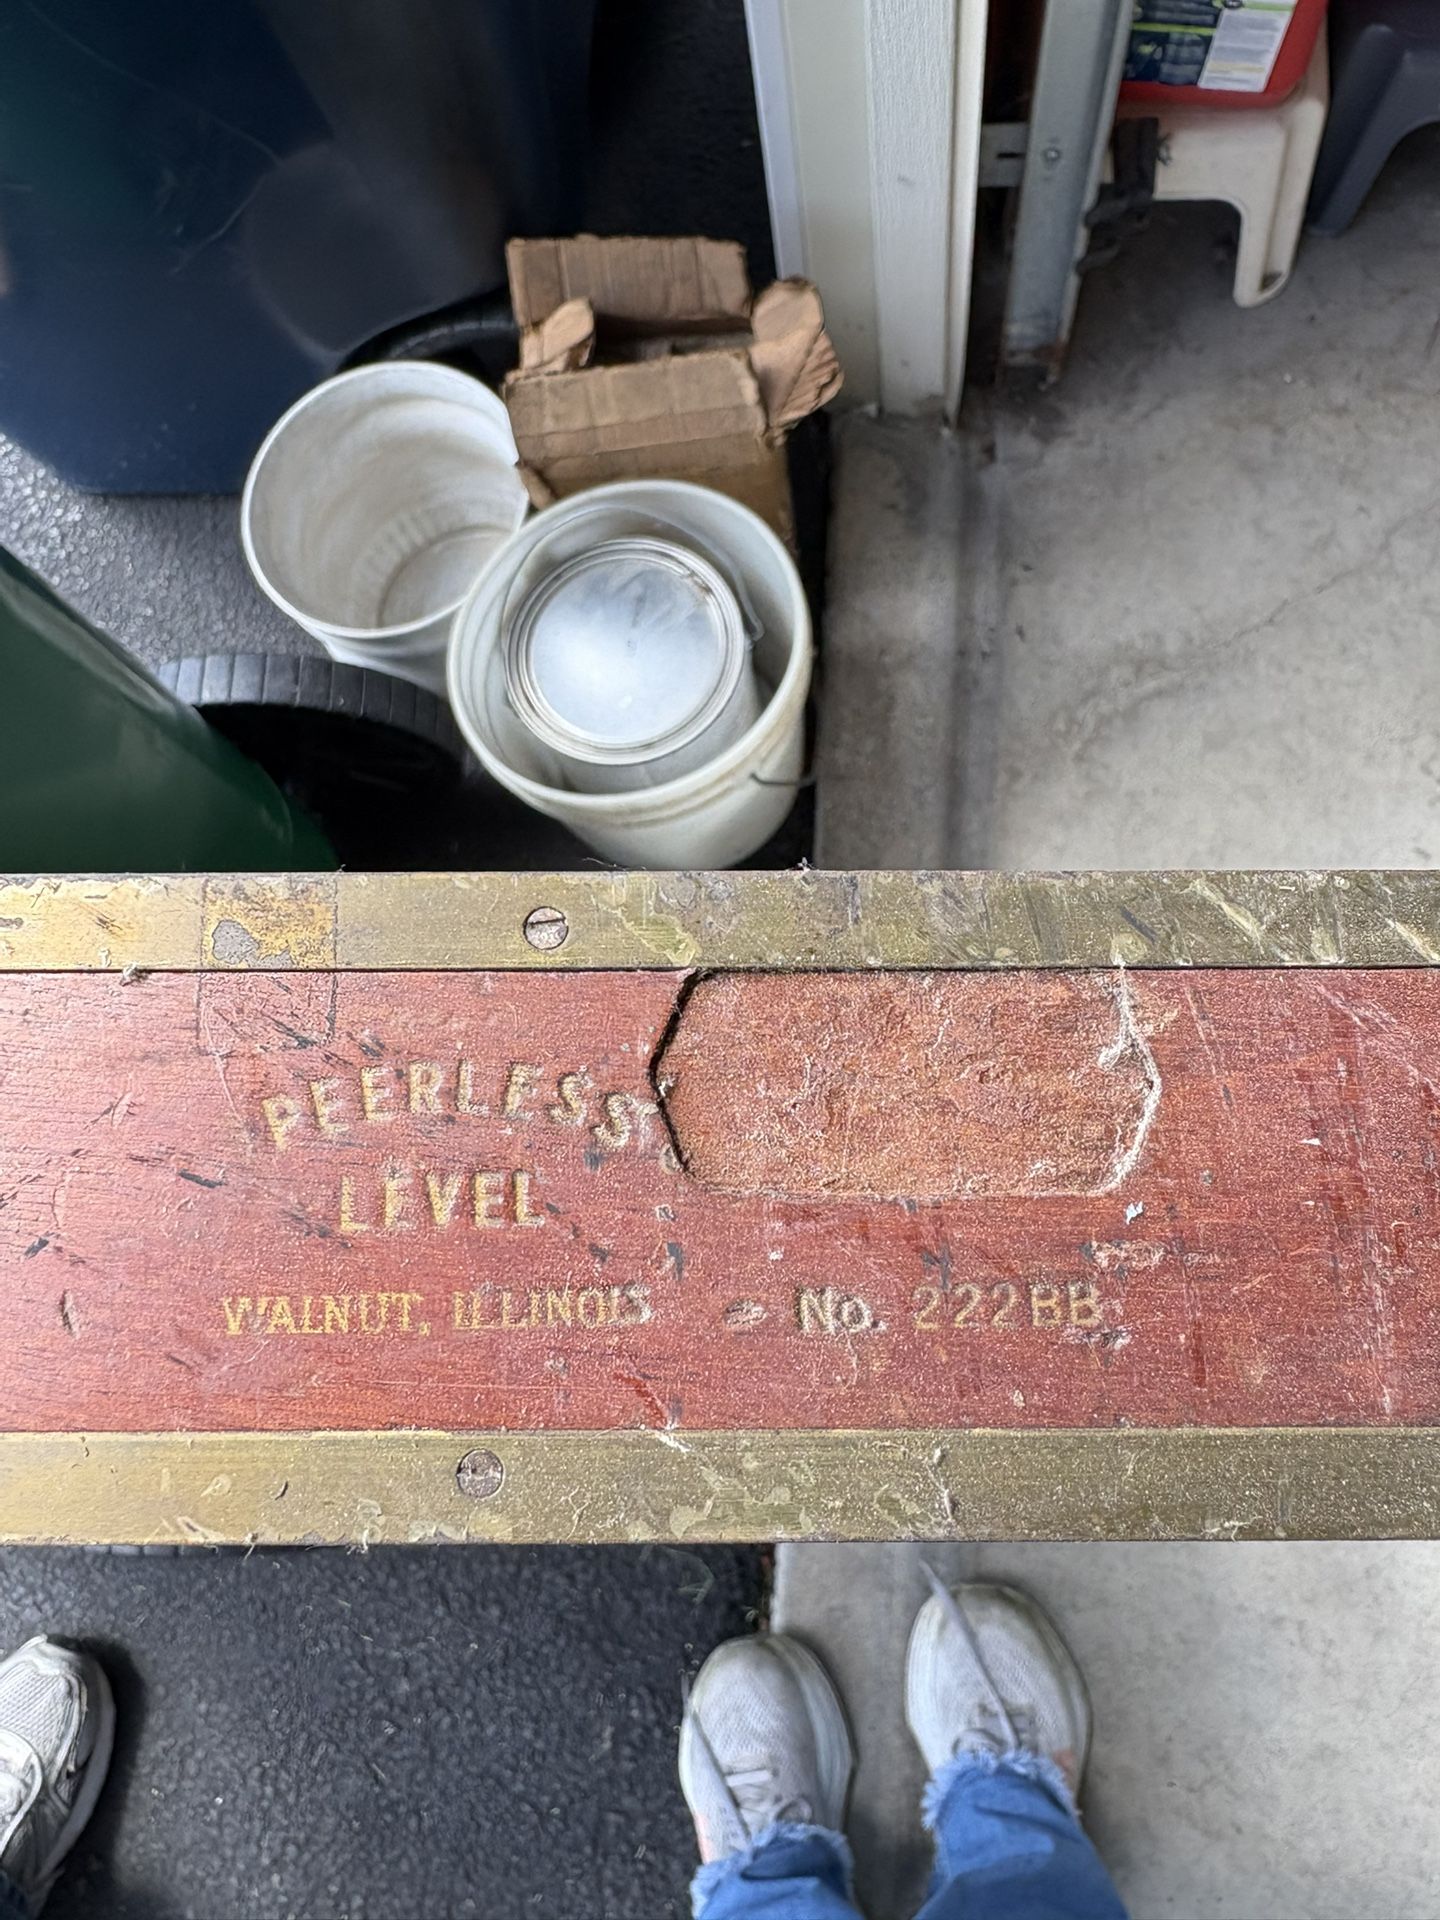 PEERLESS
LEVEL
WALNUT, ILLINOIS - No. 222BB